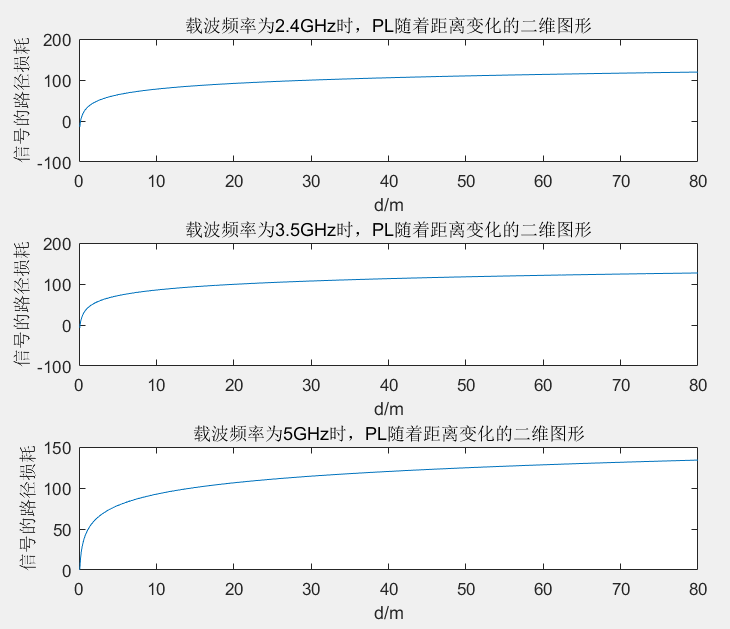 载波频率为2.4GHz时，PL随着距离变化的二维图形
信号的路径损耗
200
100
0
-100
0 10 20 30 40 50 60 70 80
d/m
载波频率为3.5GHz时，PL随着距离变化的二维图形
信号的路径损耗
200
100
0
-100
0 10 20 30 40 50 60 70 80
d/m
载波频率为5GHz时，PL随着距离变化的二维图形
信号的路径损耗
150
100
50
0
0 10 20 30 40 50 60 70 80
d/m